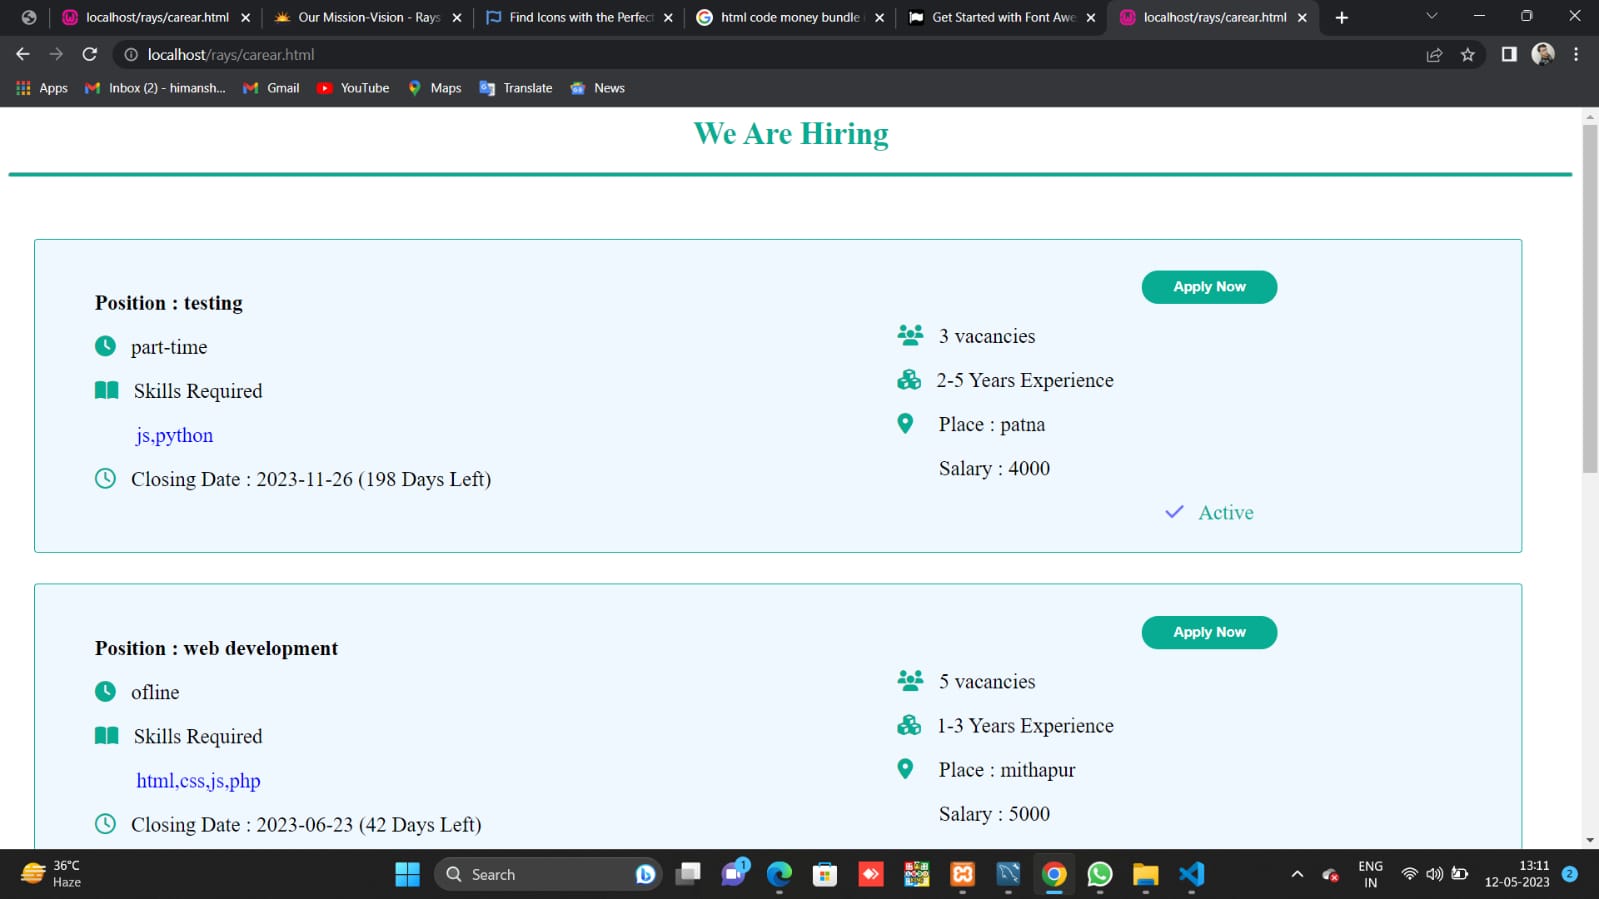 localhost/rays/carear.html
Our Mission-Vision - Rays
Find Icons with the Perfect
html code money bundle
Get Started with Font Awe
localhost/rays/carear.html
localhost/rays/carear.html
Apps
Inbox (2) - himansh...
Gmail
YouTube
Maps
Translate
News
We Are Hiring
Position : testing
part-time
Skills Required
js,python
Closing Date : 2023-11-26 (198 Days Left)
Apply Now
3 vacancies
2-5 Years Experience
Place : patna
Salary : 4000
Active
Position : web development
ofline
Skills Required
html,css,js,php
Closing Date : 2023-06-23 (42 Days Left)
Apply Now
5 vacancies
1-3 Years Experience
Place : mithapur
Salary : 5000
36°C
Haze
Search
1
ENG
IN
13:11
12-05-2023
2